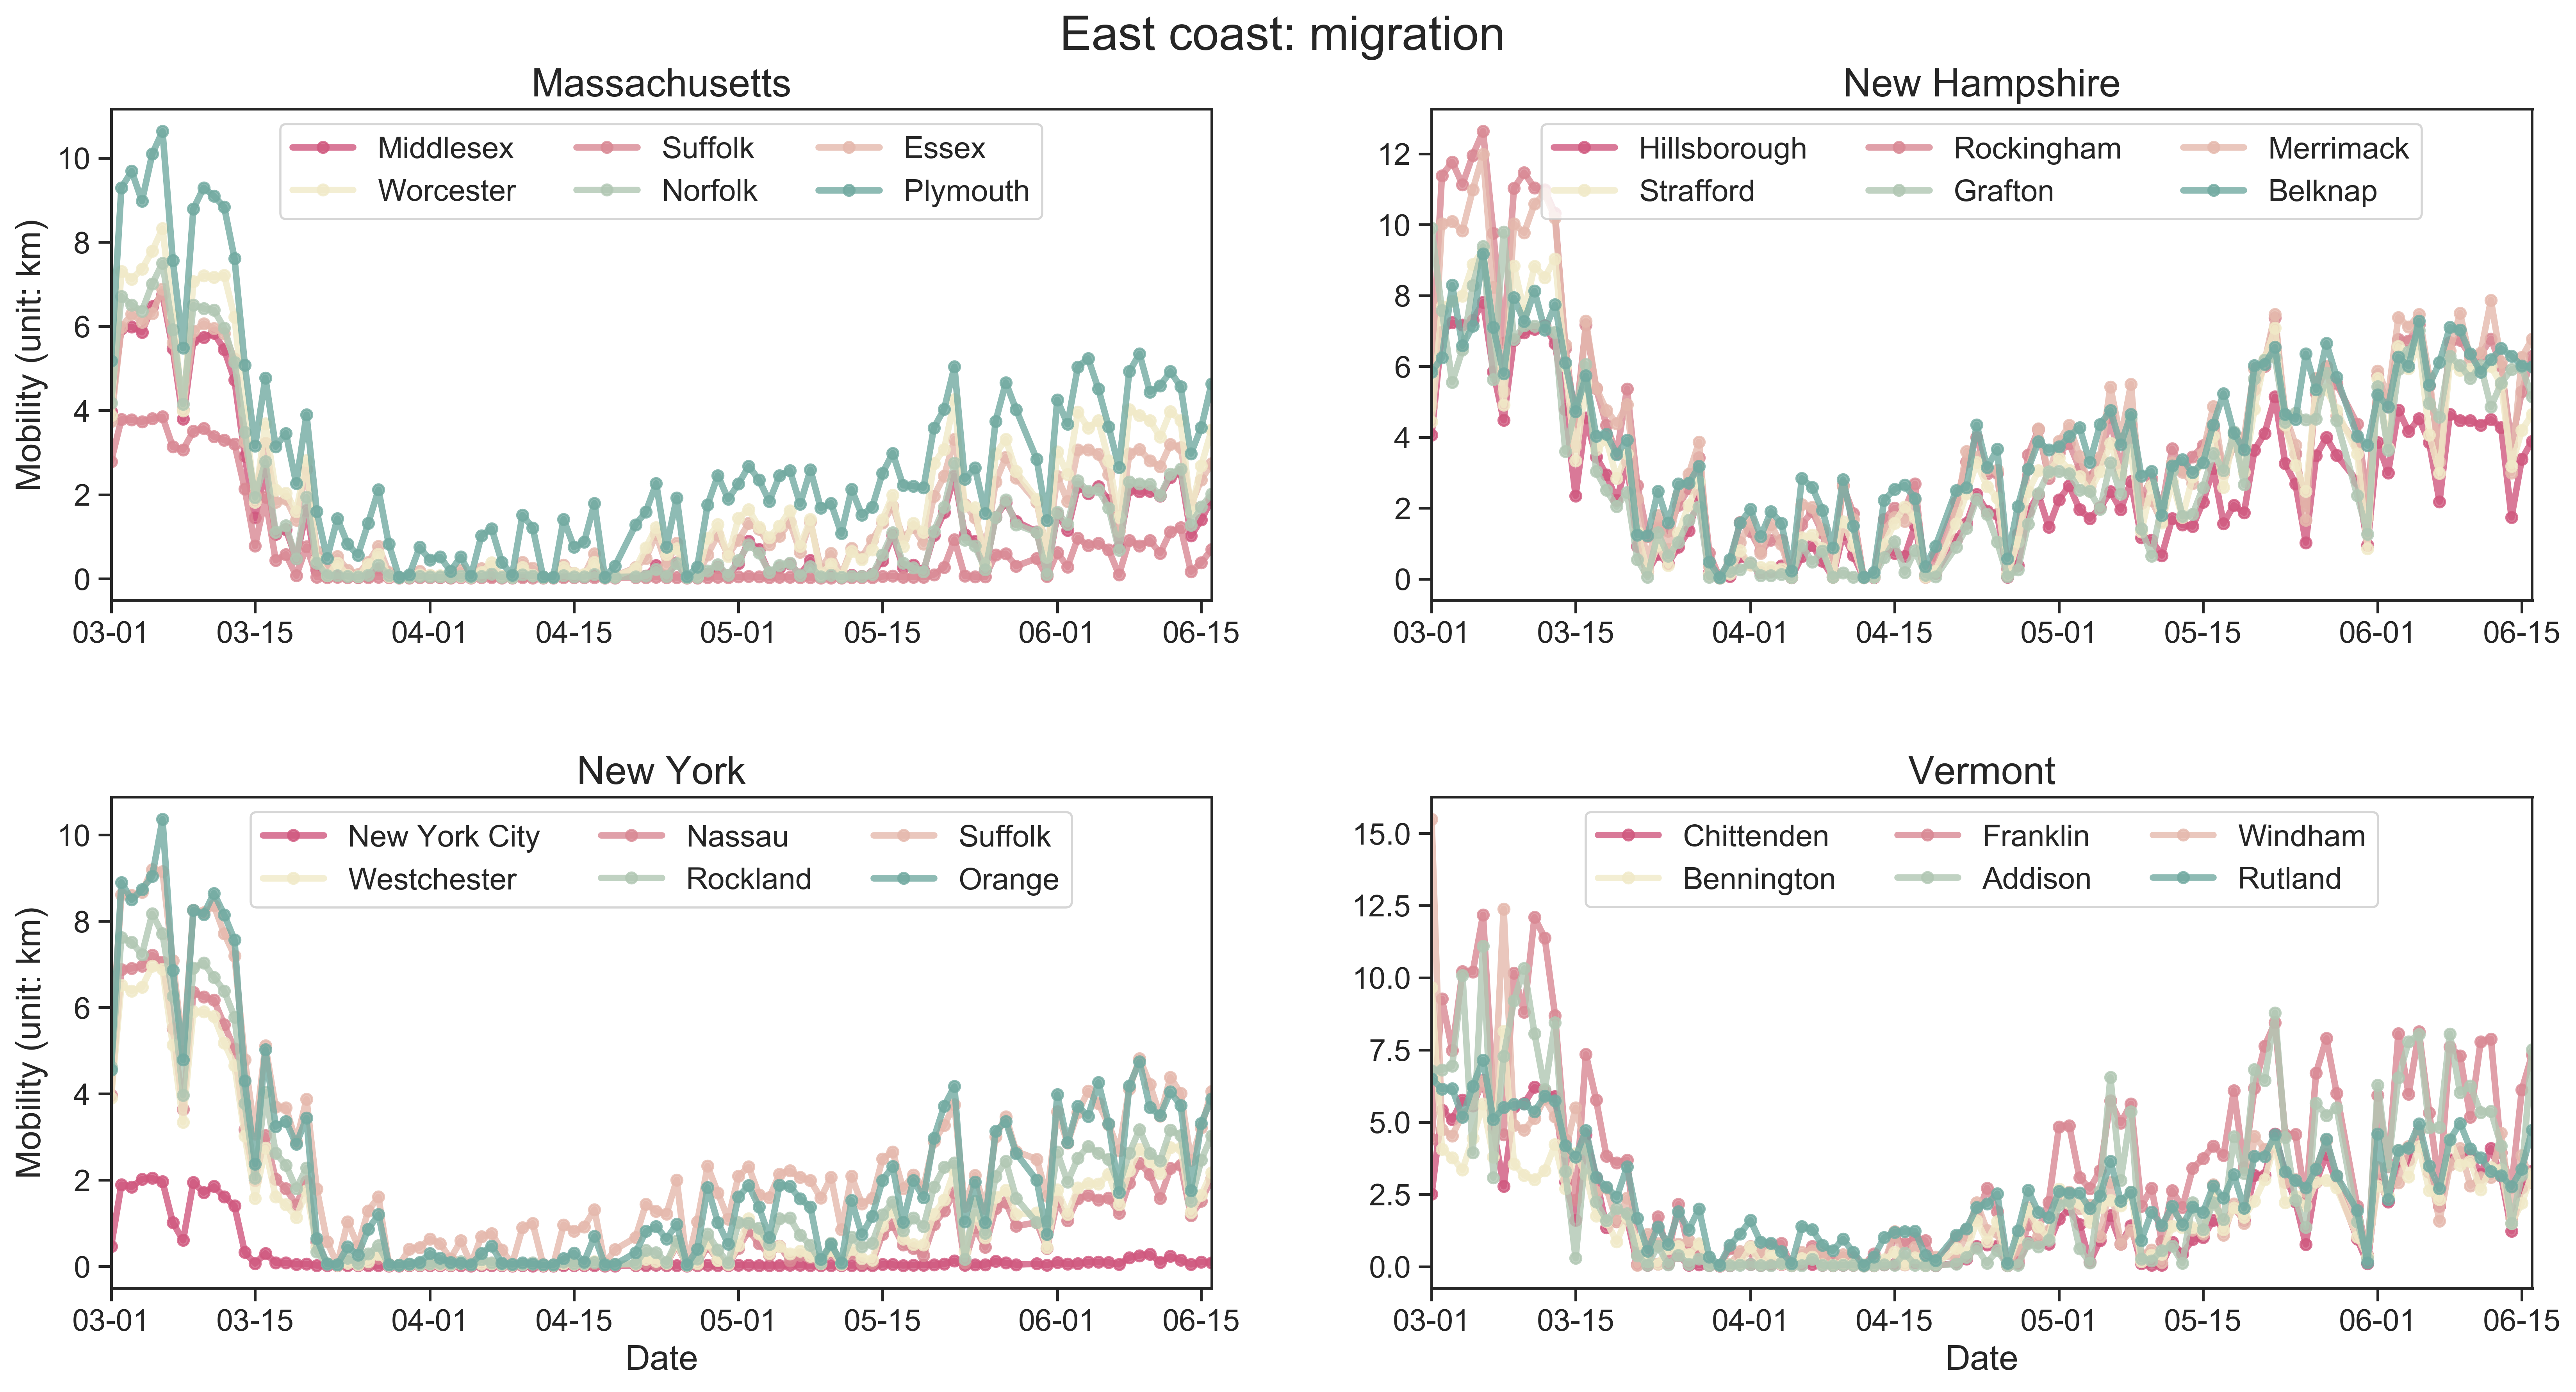 East coast: migration
Massachusetts
Mobility (unit: km)
10
8
6
4
2
0
Middlesex Suffolk Essex
Worcester Norfolk Plymouth
03-01 03-15 04-01 04-15 05-01 05-15 06-01 06-15
New Hampshire
12
10
8
6
4
2
0
Hillsborough Rockingham Merrimack
Strafford Grafton Belknap
03-01 03-15 04-01 04-15 05-01 05-15 06-01 06-15
New York
Mobility (unit: km)
10
8
6
4
2
0
New York City Nassau Suffolk
Westchester Rockland Orange
03-01 03-15 04-01 04-15 05-01 05-15 06-01 06-15
Date
Vermont
15.0
12.5
10.0
7.5
5.0
2.5
0.0
Chittenden Franklin Windham
Bennington Addison Rutland
03-01 03-15 04-01 04-15 05-01 05-15 06-01 06-15
Date